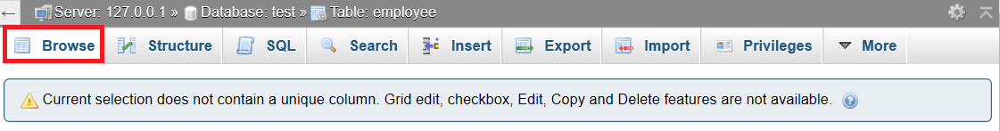 Server: 127.0.0.1 » Database: test » Table: employee
Browse Structure SQL Search Insert Export Import Privileges More
Current selection does not contain a unique column. Grid edit, checkbox, Edit, Copy and Delete features are not available.